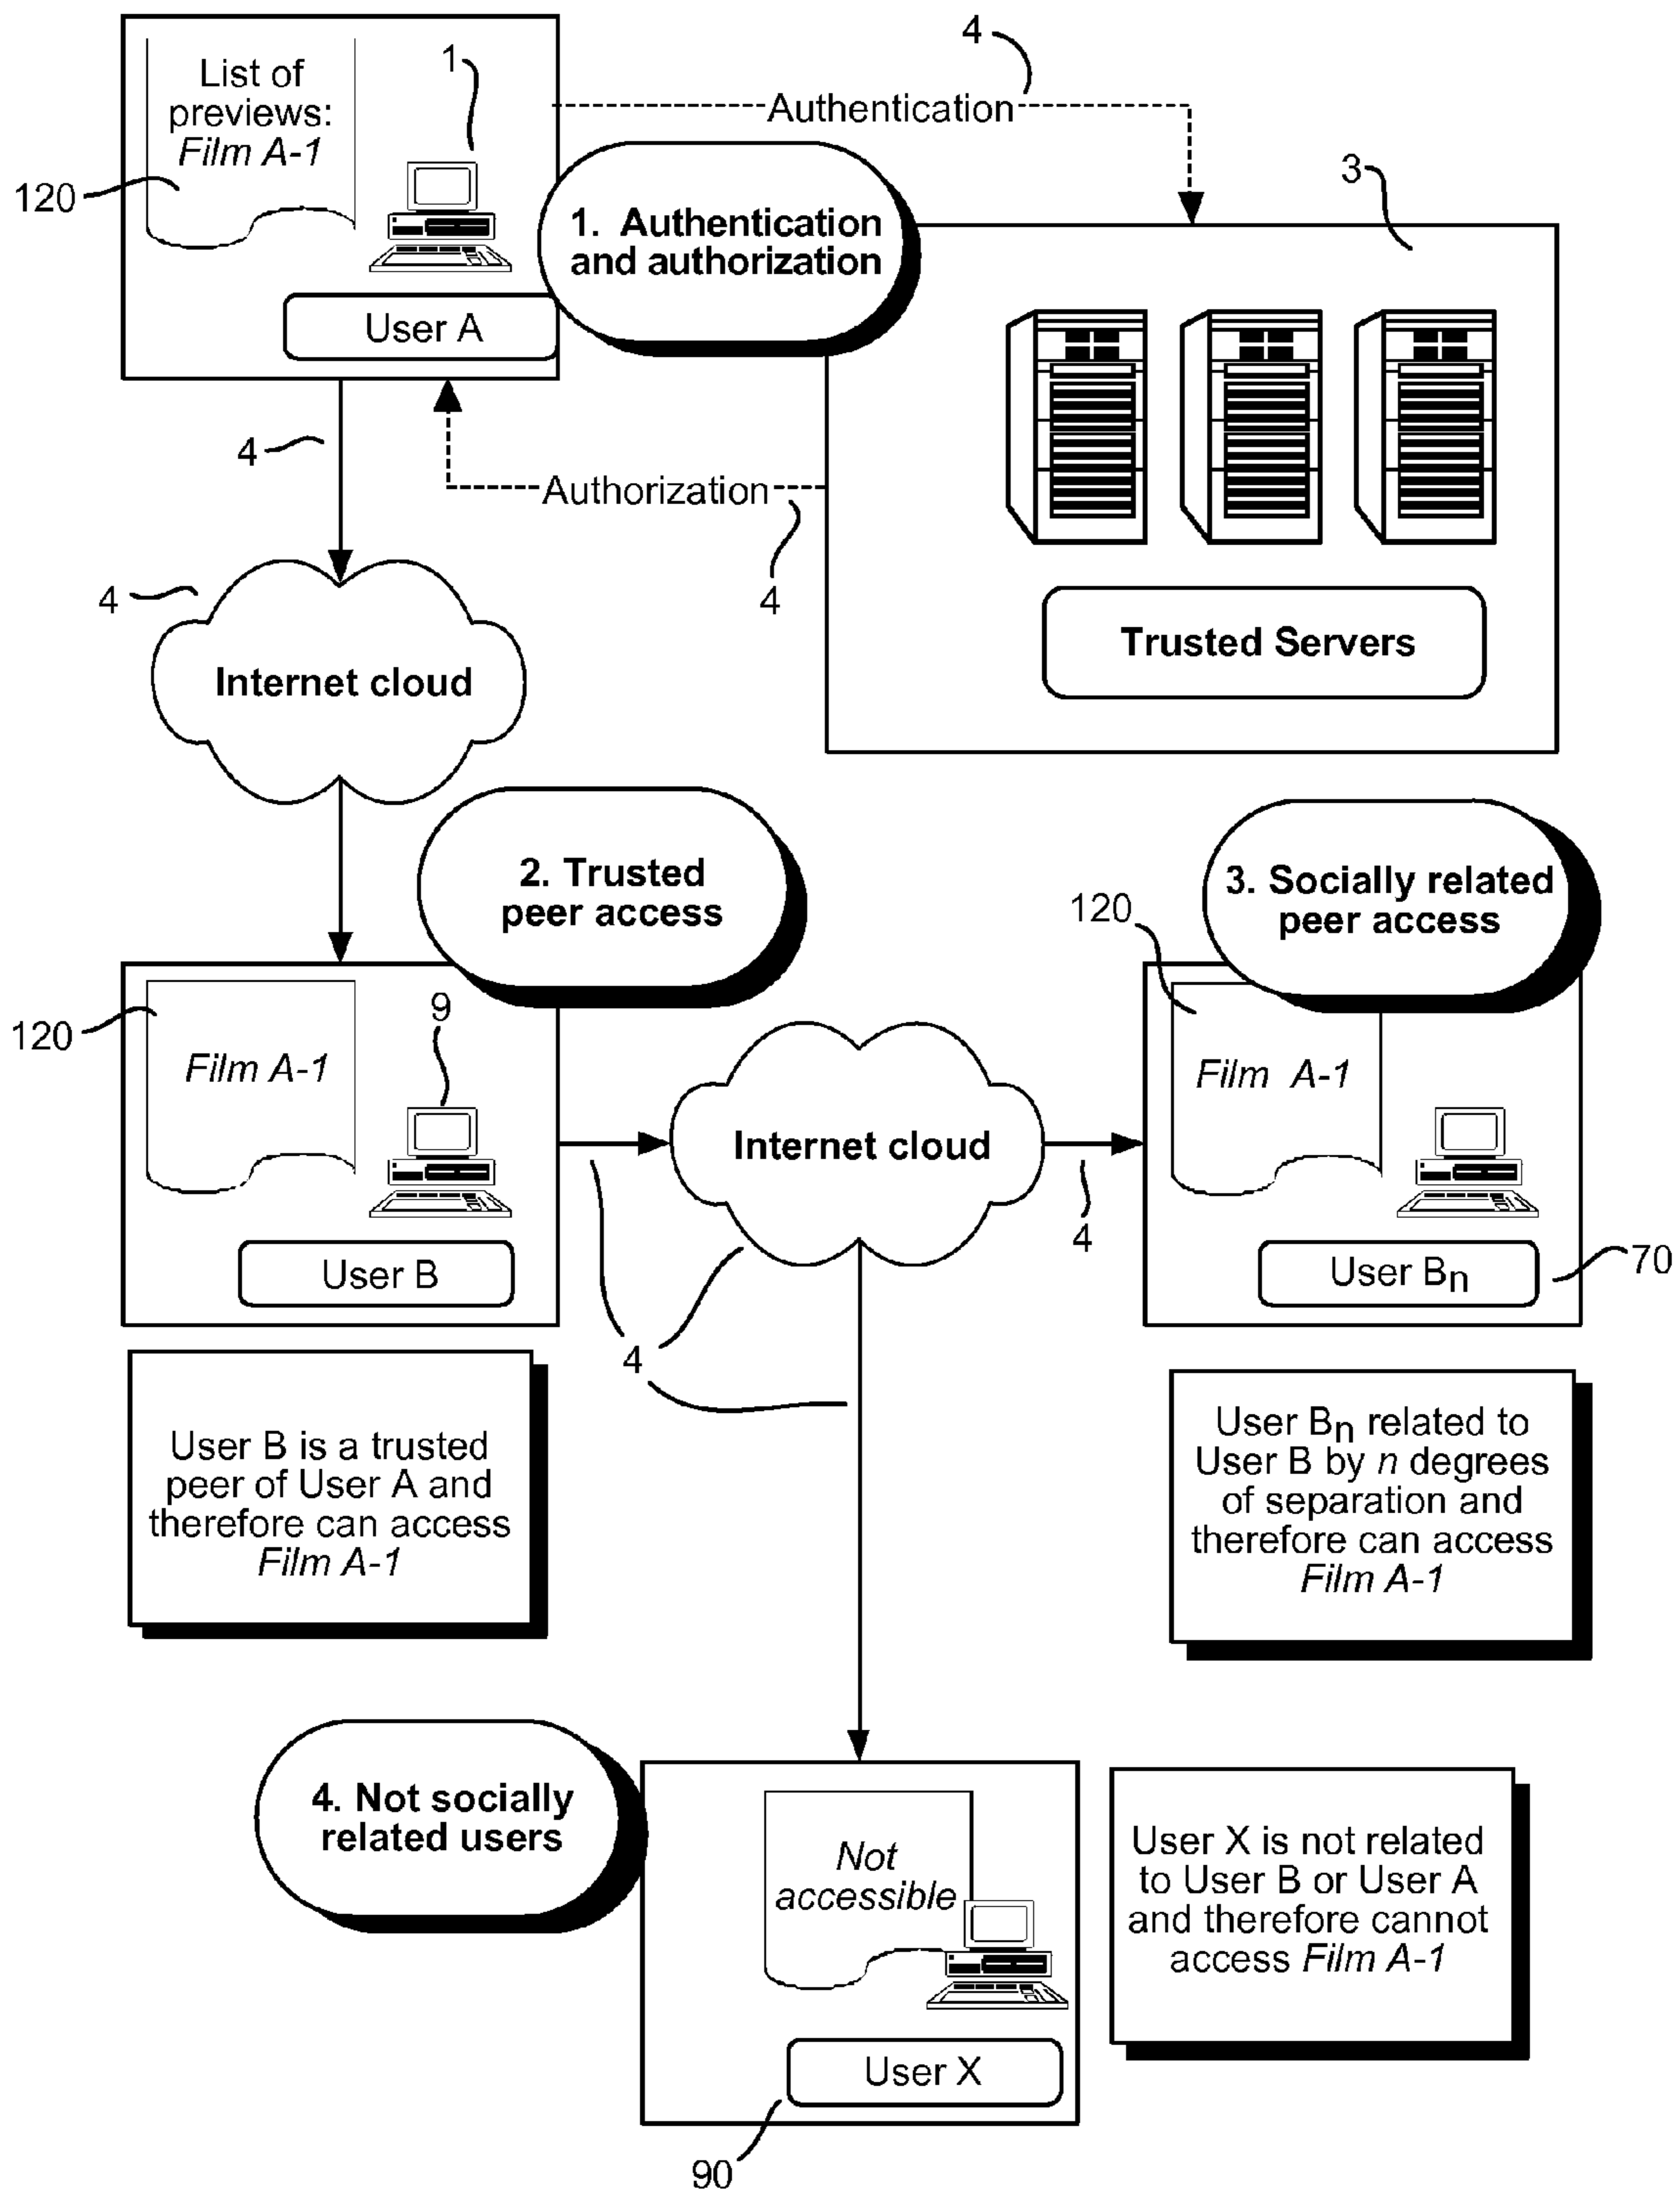 List of
previews:
Film A-1
120
1
User A
4
Authentication
1. Authentication
and authorization
3
4
Authorization
4
Trusted Servers
4
Internet cloud
2. Trusted
peer access
3. Socially related
peer access
120
Film A-1
9
User B
Internet cloud
4
4
120
Film A-1
User Bn
70
User B is a trusted
peer of User A and
therefore can access
Film A-1
User Bn related to
User B by n degrees
of separation and
therefore can access
Film A-1
4. Not socially
related users
Not
accessible
User X
90
User X is not related
to User B or User A
and therefore cannot
access Film A-1